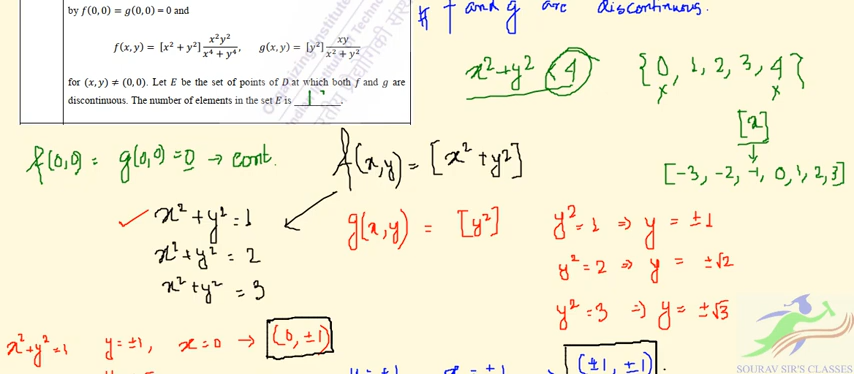 by f(0,0) = g(0,0) = 0 and
f(x,y) = [x² + y²] x²y²/(x⁴ + y⁴), g(x,y) = [y²] xy/(x² + y²)
for (x,y) ≠ (0,0). Let E be the set of points of D at which both f and g are
discontinuous. The number of elements in the set E is
# f and g are discontinuous.
x² + y² < 4 {0, 1, 2, 3, 4}
[x]
[-3, -2, -1, 0, 1, 2, 3]
f(0,0) = g(0,0) = 0 → cont.
f(x,y) = [x² + y²]
x² + y² = 1
x² + y² = 2
x² + y² = 3
g(x,y) = [y²]
y² = 1 ⇒ y = ±1
y² = 2 ⇒ y = ±√2
y² = 3 ⇒ y = ±√3
x² + y² = 1 y = ±1, x = 0 → (0, ±1)
y = ±1 x = ±1 (±1, ±1).
SOURAV SIR'S CLASSES